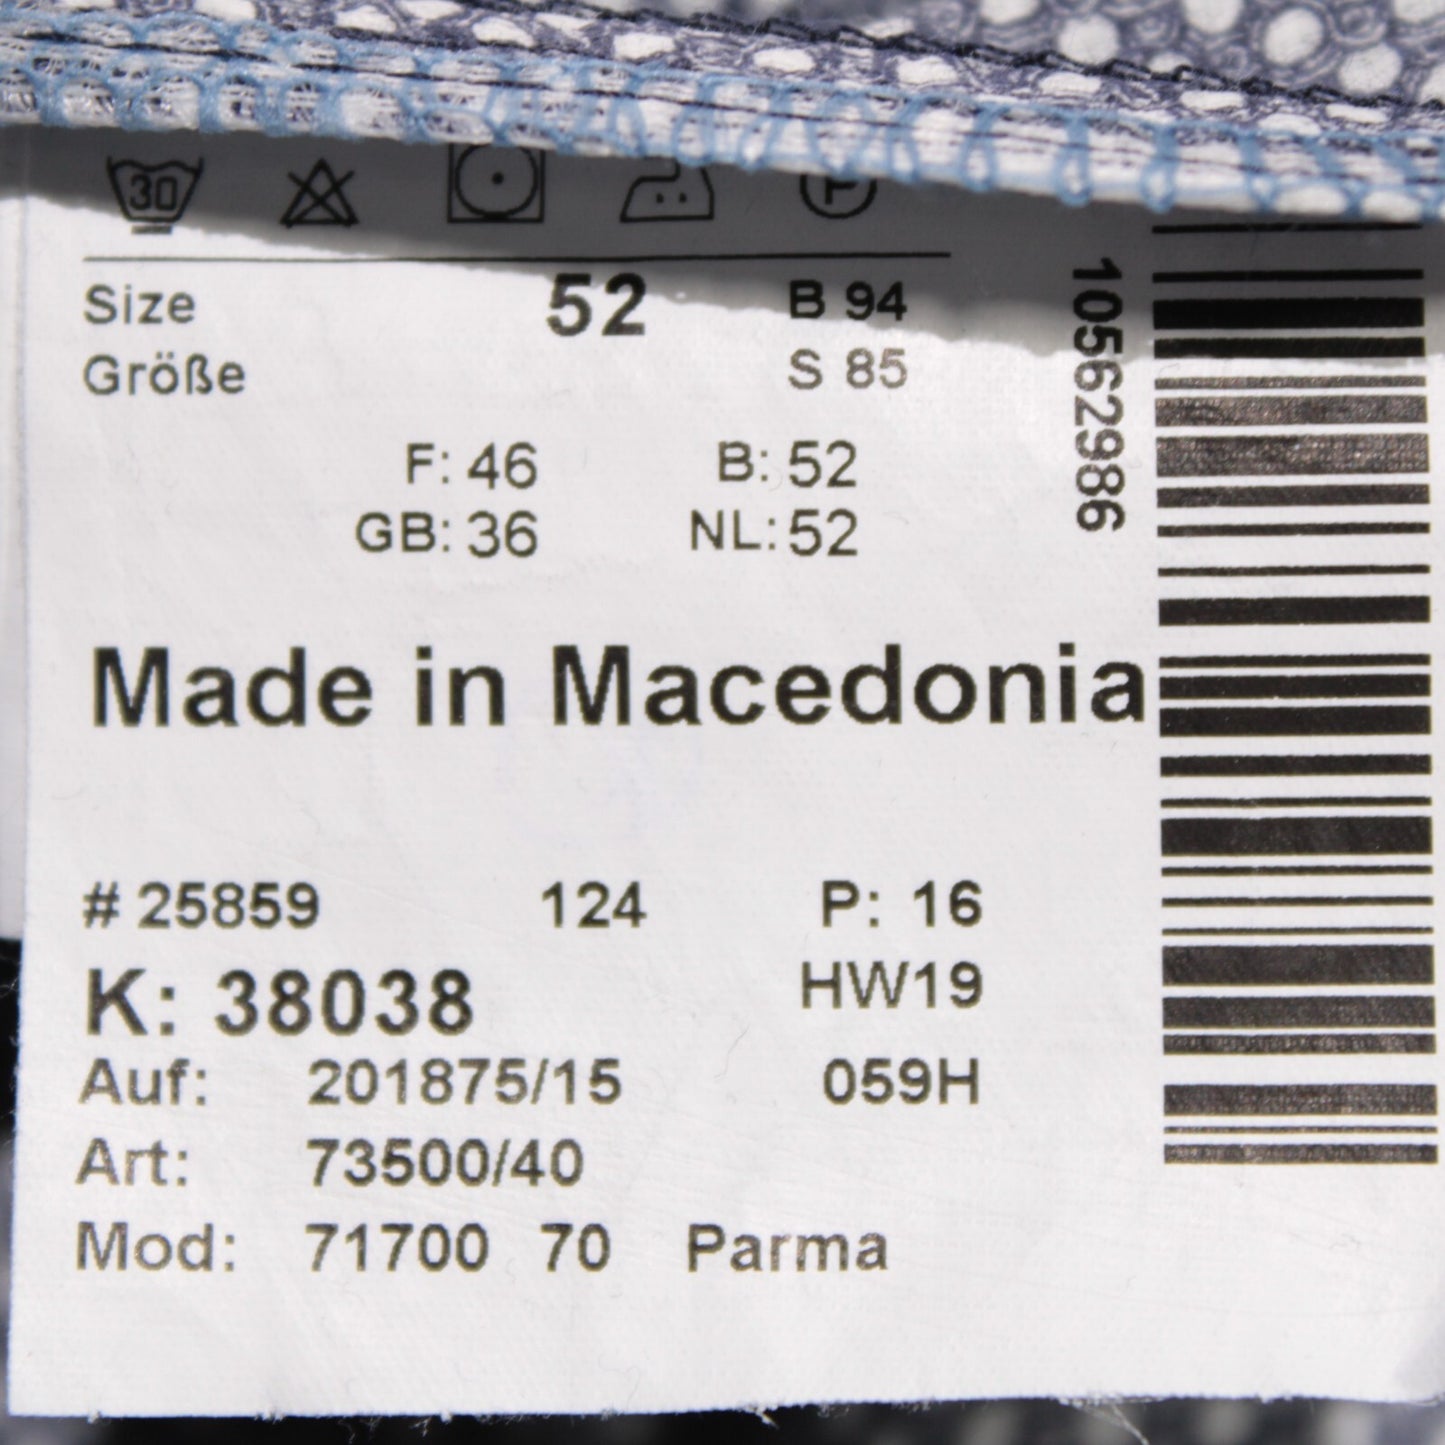 30
P
Size 52 B 94
Größe S 85
F: 46 B: 52
GB: 36 NL: 52
Made in Macedonia
# 25859 124 P: 16
K: 38038 HW19
Auf: 201875/15 059H
Art: 73500/40
Mod: 71700 70 Parma
10562986